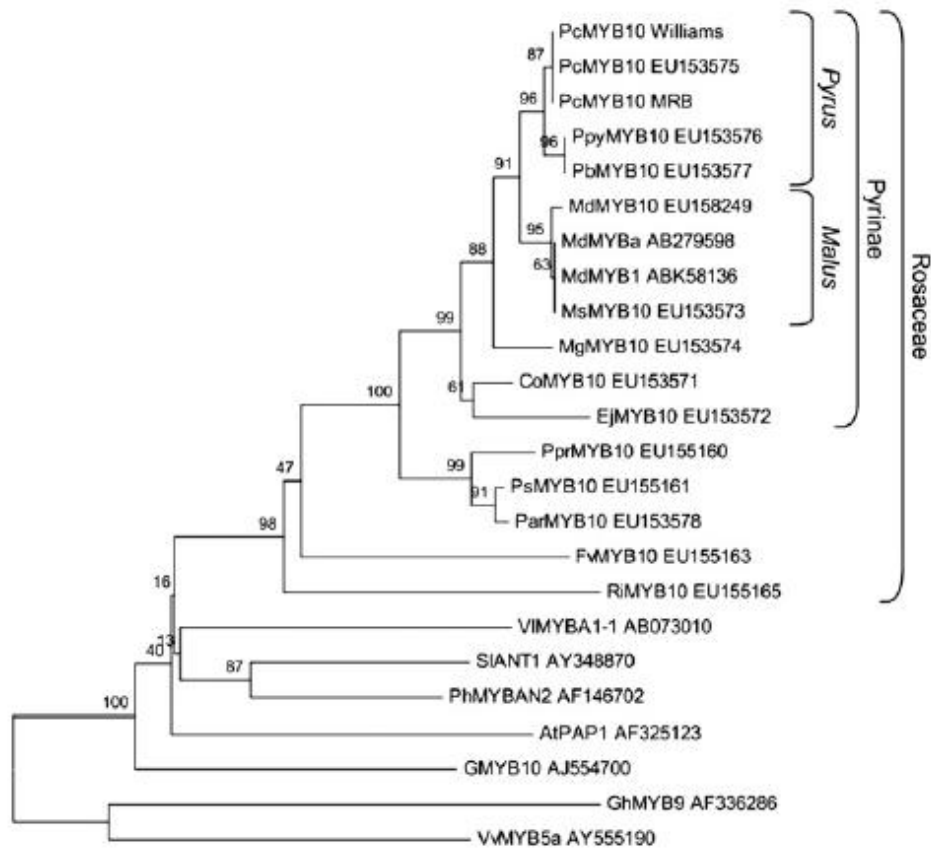 PcMYB10 Williams
87
PcMYB10 EU153575
96
PcMYB10 MRB
PpyMYB10 EU153576
96
91
PbMYB10 EU153577
Pyrus
MdMYB10 EU158249
95
MdMYBa AB279598
88
63
MdMYB1 ABK58136
MsMYB10 EU153573
Malus
Pyrinae
Rosaceae
99
MgMYB10 EU153574
CoMYB10 EU153571
100
61
EjMYB10 EU153572
PprMYB10 EU155160
99
47
91
PsMYB10 EU155161
ParMYB10 EU153578
98
FvMYB10 EU155163
16
RiMYB10 EU155165
VlMYBA1-1 AB073010
13
40
SlANT1 AY348870
87
PhMYBAN2 AF146702
100
AtPAP1 AF325123
GMYB10 AJ554700
GhMYB9 AF336286
VvMYB5a AY555190